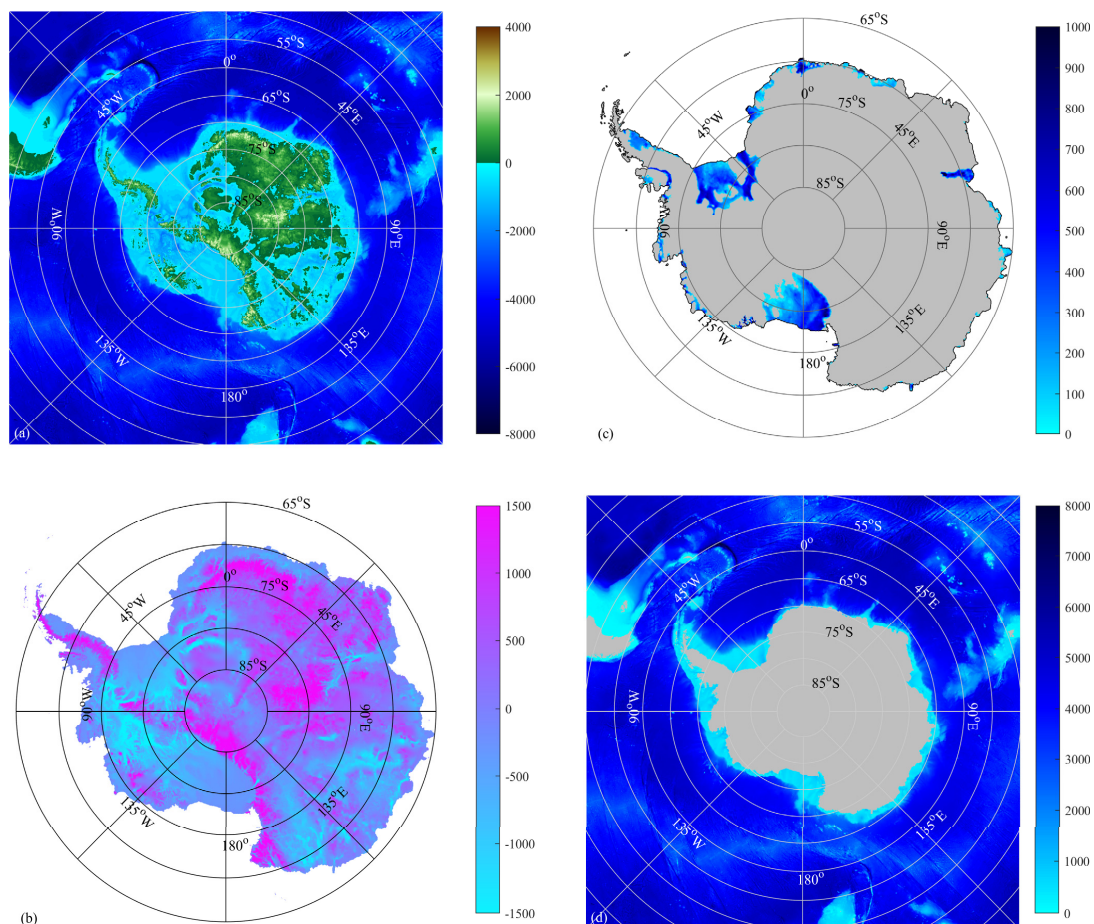 55°S
0°
45°W
65°S
45°E
75°S
85°S
90°W
90°E
135°W
135°E
180°
(a)
4000
2000
0
-2000
-4000
-6000
-8000
65°S
0°
75°S
45°W
45°E
85°S
90°W
90°E
135°W
135°E
180°
(c)
1000
900
800
700
600
500
400
300
200
100
0
65°S
0°
75°S
45°W
45°E
85°S
90°W
90°E
135°W
135°E
180°
(b)
1500
500
0
-500
-1000
-1500
55°S
0°
45°W
65°S
45°E
75°S
85°S
90°W
90°E
135°W
135°E
180°
(d)
8000
7000
6000
5000
4000
3000
2000
1000
0